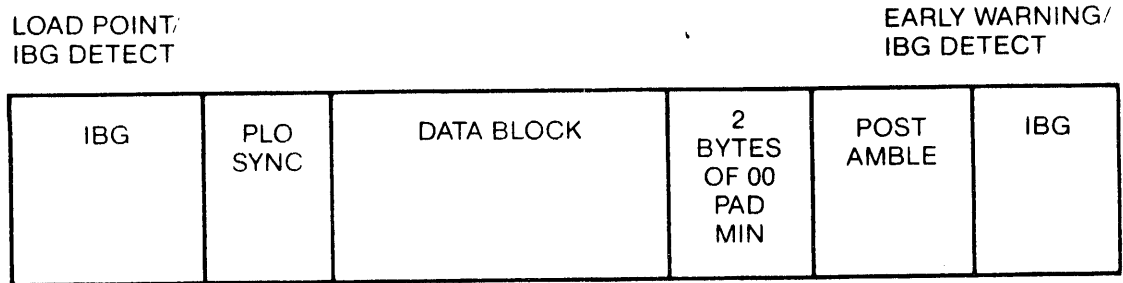 LOAD POINT/
IBG DETECT
EARLY WARNING/
IBG DETECT
IBG
PLO
SYNC
DATA BLOCK
2
BYTES
OF 00
PAD
MIN
POST
AMBLE
IBG